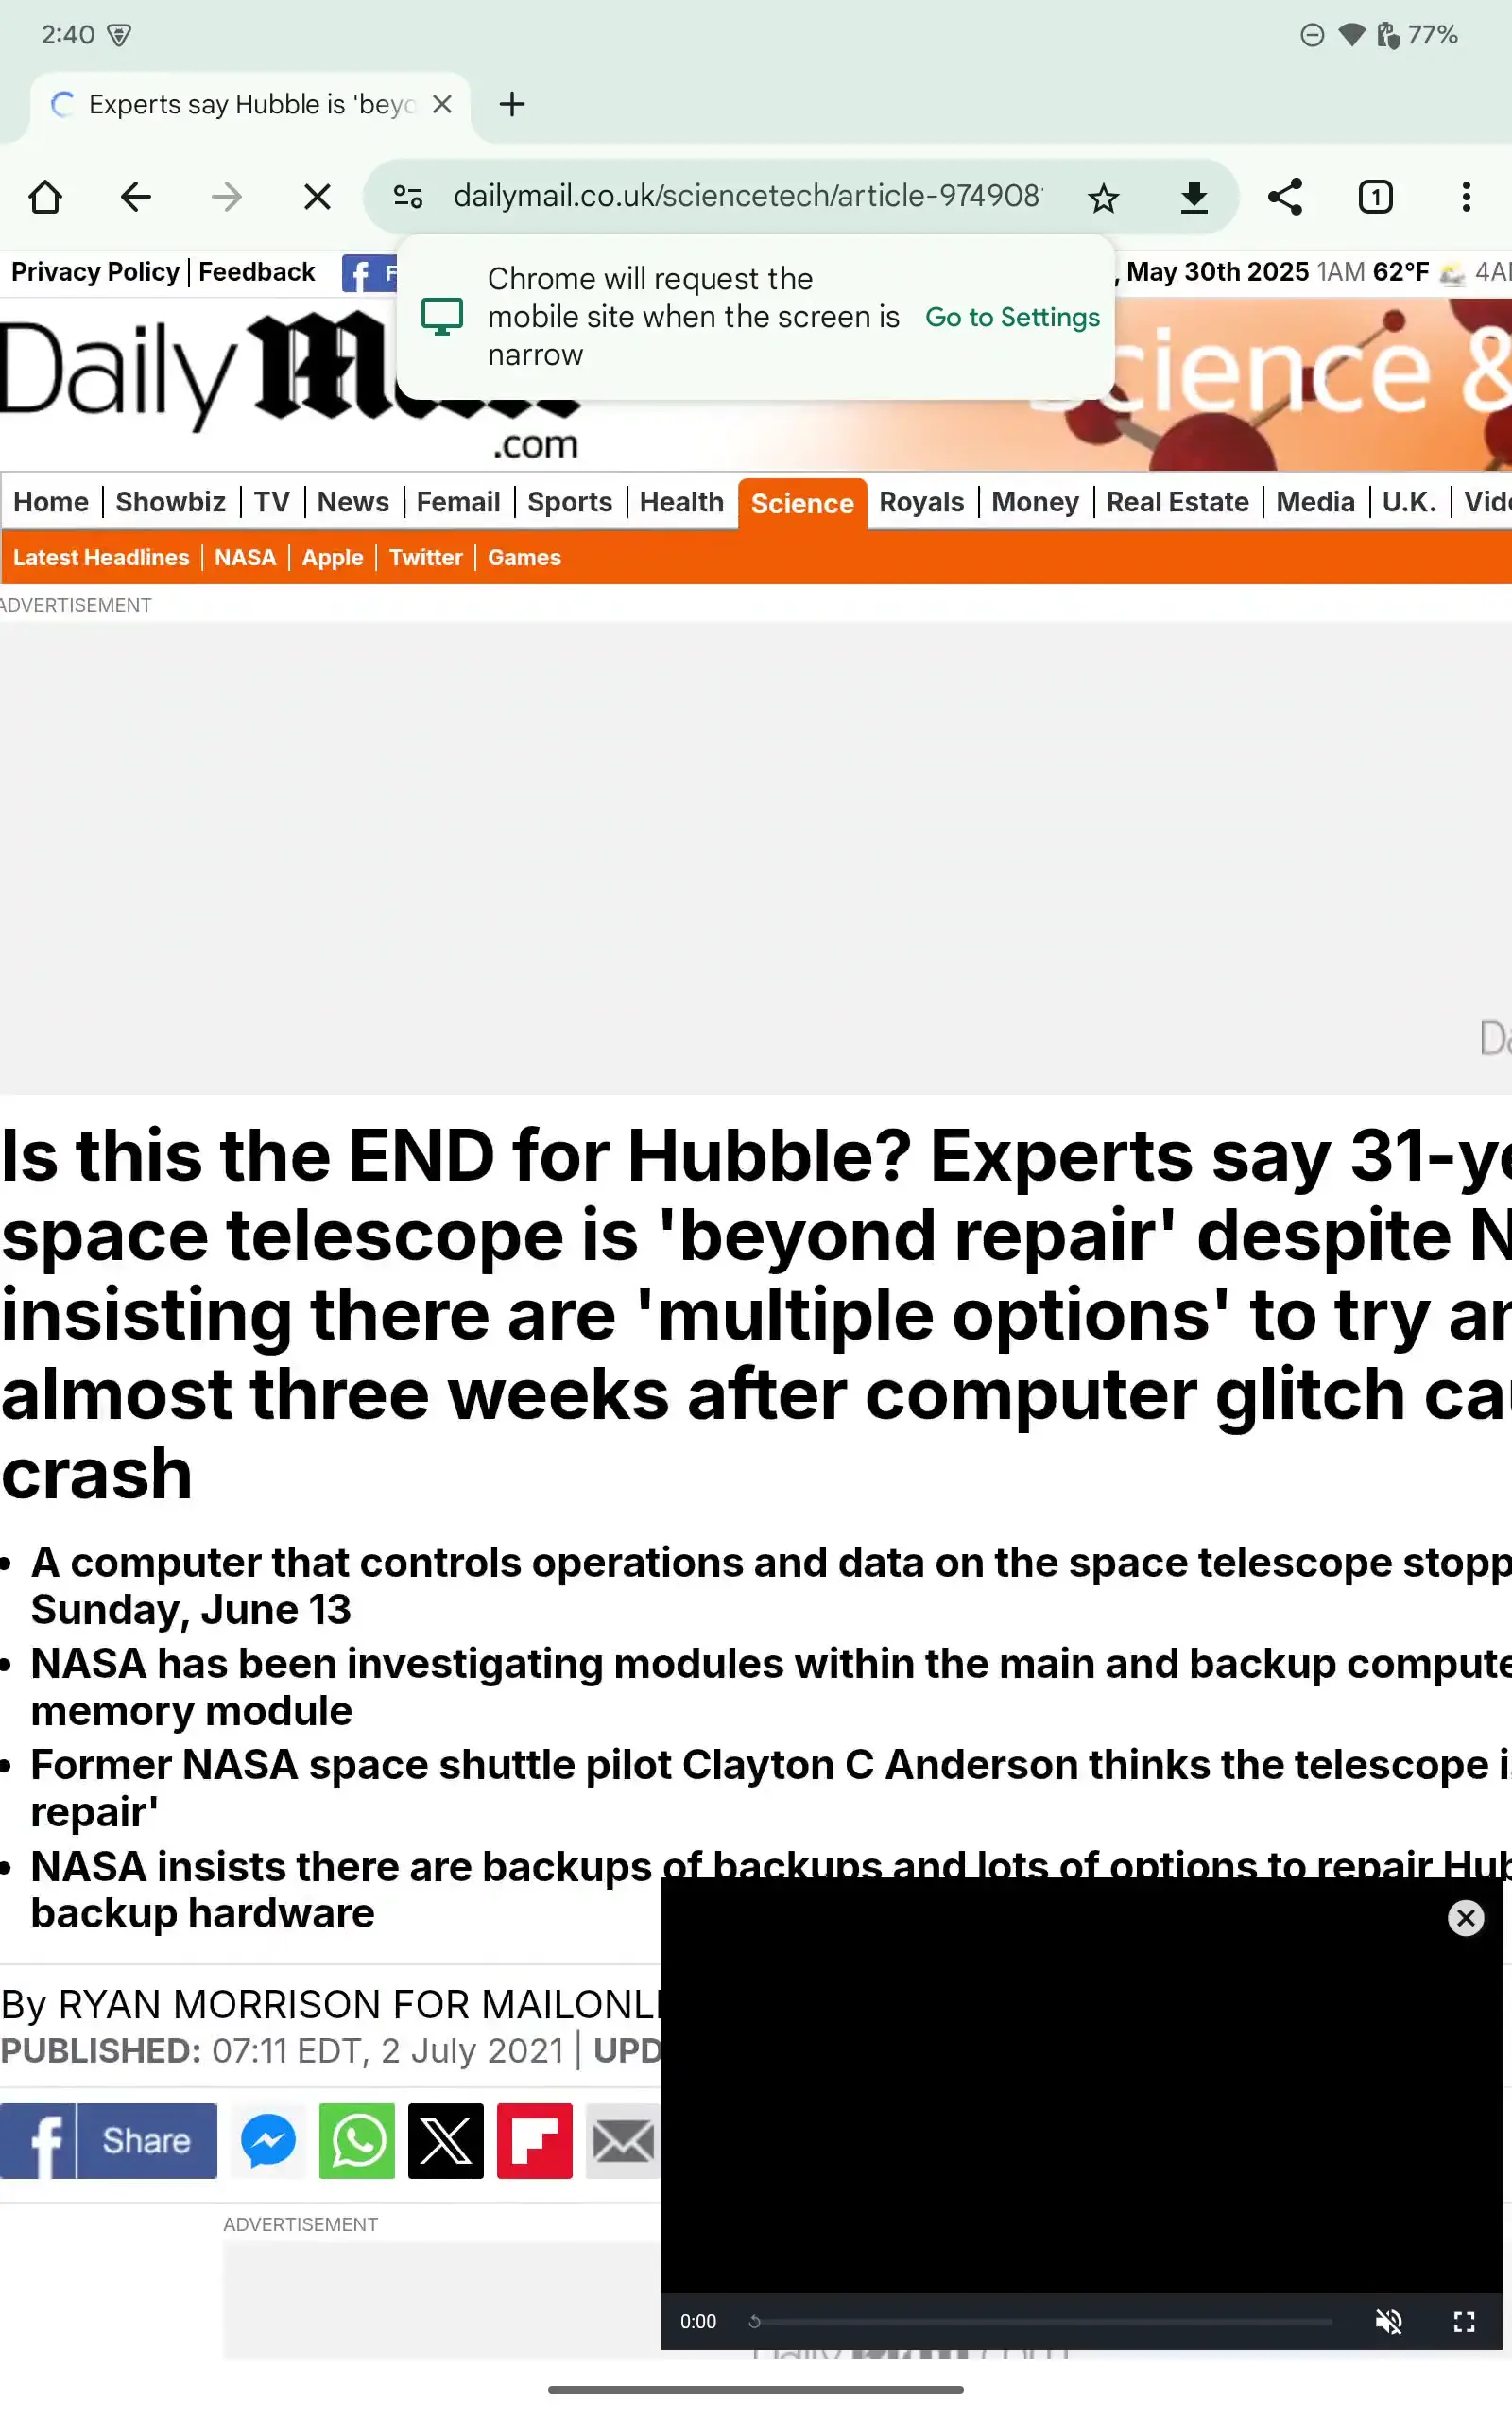 2:40
77%
Experts say Hubble is 'beyo
dailymail.co.uk/sciencetech/article-974908
1
Chrome will request the
mobile site when the screen is
narrow
Go to Settings
Privacy Policy | Feedback
, May 30th 2025 1AM 62°F
Daily
.com
cience &
Home | Showbiz | TV | News | Femail | Sports | Health | Science | Royals | Money | Real Estate | Media | U.K. |
Latest Headlines | NASA | Apple | Twitter | Games
ADVERTISEMENT
Is this the END for Hubble? Experts say 31-ye
space telescope is 'beyond repair' despite N
insisting there are 'multiple options' to try
almost three weeks after computer glitch
crash
• A computer that controls operations and data on the space telescope stopp
Sunday, June 13
• NASA has been investigating modules within the main and backup compute
memory module
• Former NASA space shuttle pilot Clayton C Anderson thinks the telescope i
repair'
• NASA insists there are backups of backups and lots of options to repair Hub
backup hardware
By RYAN MORRISON FOR MAILONLI
PUBLISHED: 07:11 EDT, 2 July 2021 | UPD
Share
ADVERTISEMENT
0:00